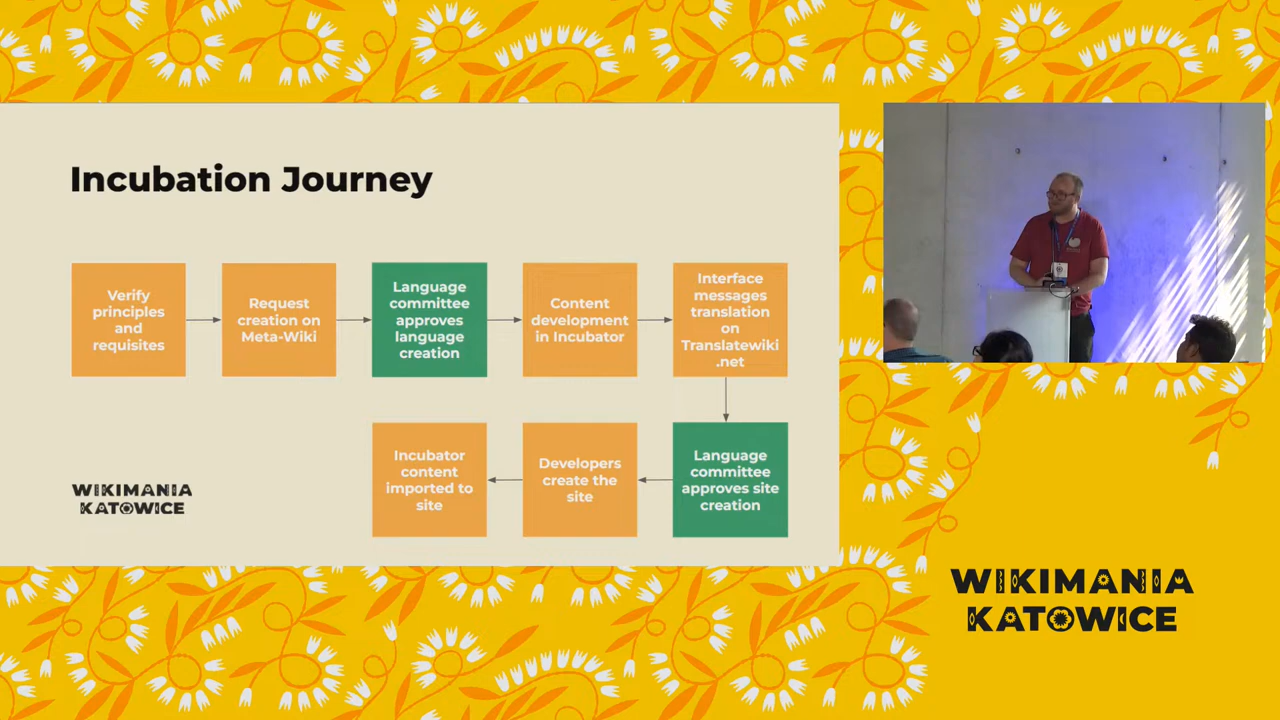 Incubation Journey
Verify
principles
and
requisites
Request
creation on
Meta-Wiki
Language
committee
approves
language
creation
Content
development
in Incubator
Interface
messages
translation
on
Translatewiki
.net
Language
committee
approves site
creation
Developers
create the
site
Incubator
content
imported to
site
WIKIMANIA
KATOWICE
WIKIMANIA
KATOWICE